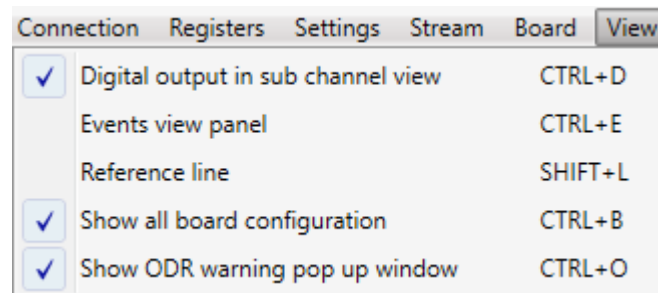 Connection Registers Settings Stream Board View
Digital output in sub channel view CTRL+D
Events view panel CTRL+E
Reference line SHIFT+L
Show all board configuration CTRL+B
Show ODR warning pop up window CTRL+O